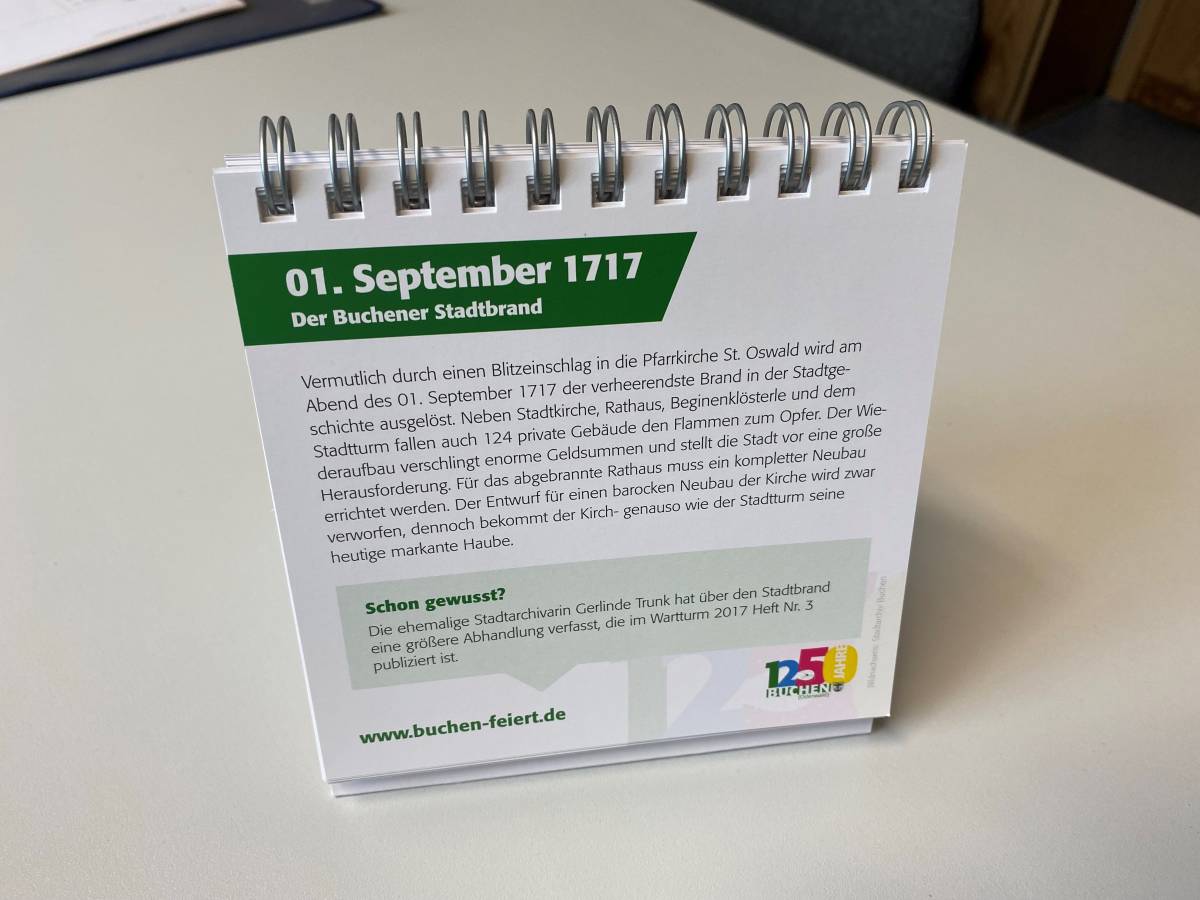 01. September 1717
Der Buchener Stadtbrand
Vermutlich durch einen Blitzeinschlag in die Pfarrkirche St. Oswald wird am
Abend des 01. September 1717 der verheerendste Brand in der Stadtge-
schichte ausgelöst. Neben Stadtkirche, Rathaus, Beginenklösterle und dem
Stadtturm fallen auch 124 private Gebäude den Flammen zum Opfer. Der Wie-
deraufbau verschlingt enorme Geldsummen und stellt die Stadt vor eine große
Herausforderung. Für das abgebrannte Rathaus muss ein kompletter Neubau
errichtet werden. Der Entwurf für einen barocken Neubau der Kirche wird zwar
verworfen, dennoch bekommt der Kirch- genauso wie der Stadtturm seine
heutige markante Haube.
Schon gewusst?
Die ehemalige Stadtarchivarin Gerlinde Trunk hat über den Stadtbrand
eine größere Abhandlung verfasst, die im Wartturm 2017 Heft Nr. 3
publiziert ist.
www.buchen-feiert.de
1250
JAHRE
BUCHEN
(Odenwald)
Bildnachweis: Stadtarchiv Buchen
125